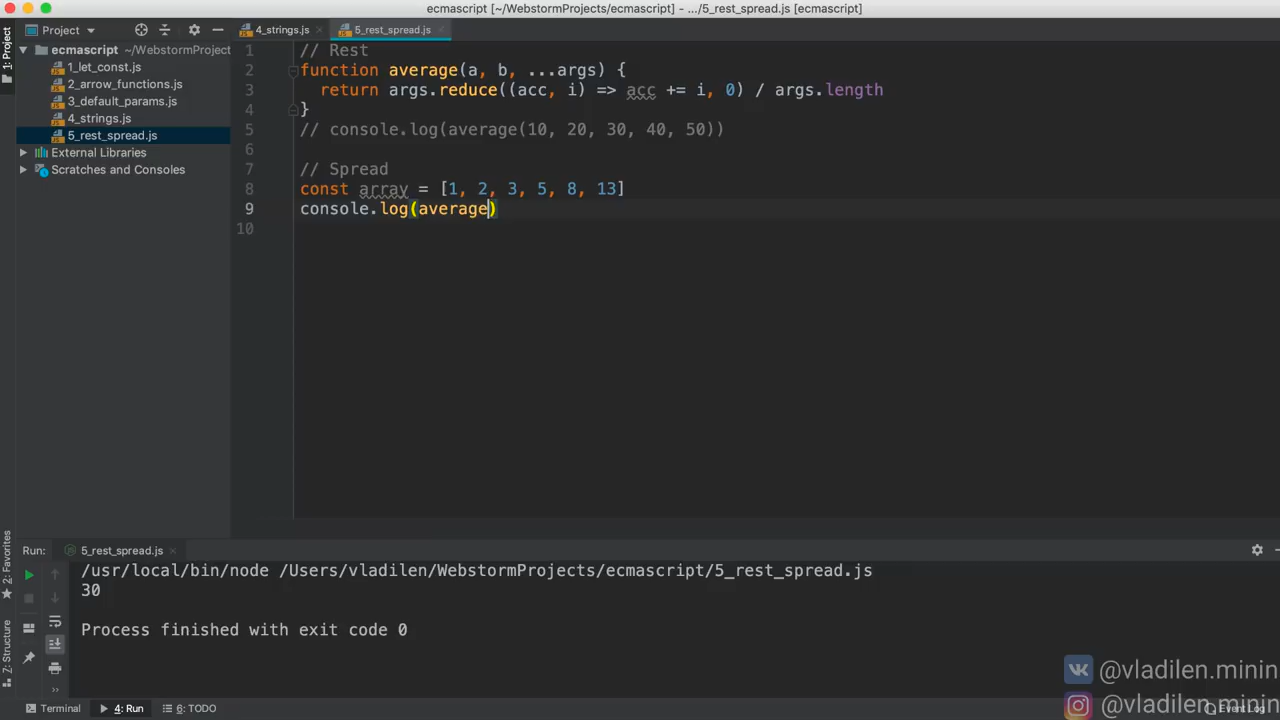 ecmascript ~/WebstormProjects/ecmascript] - .../5_rest_spread.js [ecmascript]
Project
4_strings.js
5_rest_spread.js
1: Project
ecmascript ~/WebstormProject
1_let_const.js
2_arrow_functions.js
3_default_params.js
4_strings.js
5_rest_spread.js
External Libraries
Scratches and Consoles
1 // Rest
2 function average(a, b, ...args) {
3 return args.reduce((acc, i) => acc += i, 0) / args.length
4 }
5 // console.log(average(10, 20, 30, 40, 50))
6
7 // Spread
8 const array = [1, 2, 3, 5, 8, 13]
9 console.log(average)
10
2: Favorites
Z: Structure
Run: 5_rest_spread.js
/usr/local/bin/node /Users/vladilen/WebstormProjects/ecmascript/5_rest_spread.js
30
Process finished with exit code 0
@vladilen.minin
@vladilen.minin
Terminal
4: Run
6: TODO
Event Log